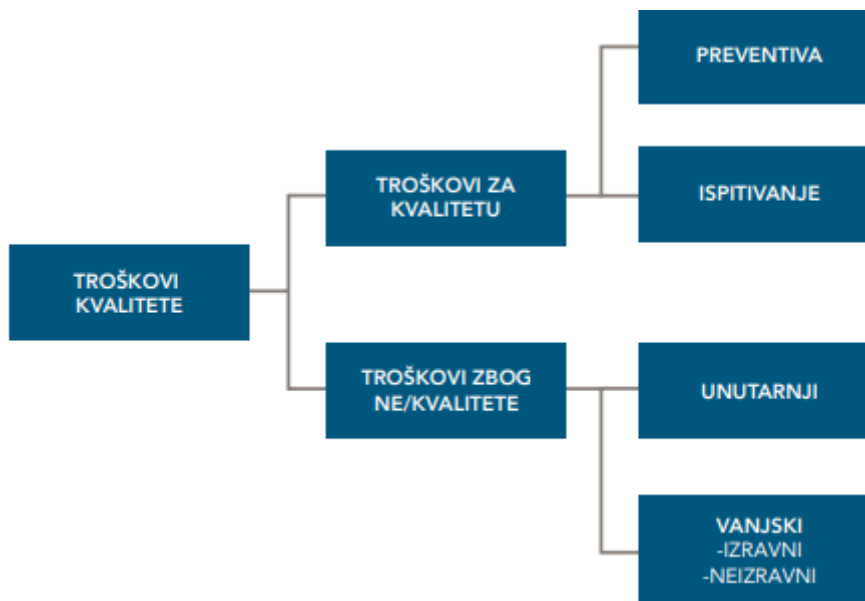 TROŠKOVI
KVALITETE
TROŠKOVI ZA
KVALITETU
PREVENTIVA
ISPITIVANJE
TROŠKOVI ZBOG
NE/KVALITETE
UNUTARNJI
VANJSKI
-IZRAVNI
-NEIZRAVNI